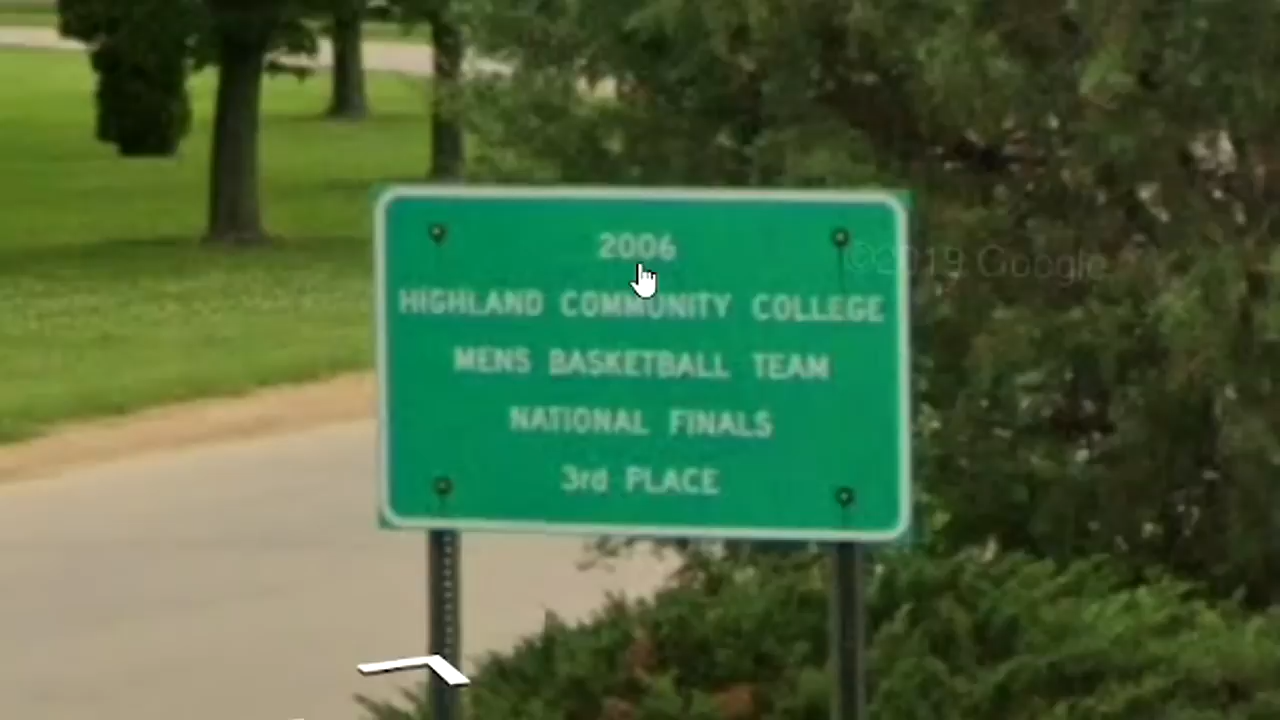 2006
HIGHLAND COMMUNITY COLLEGE
MENS BASKETBALL TEAM
NATIONAL FINALS
3rd PLACE
©2019 Google